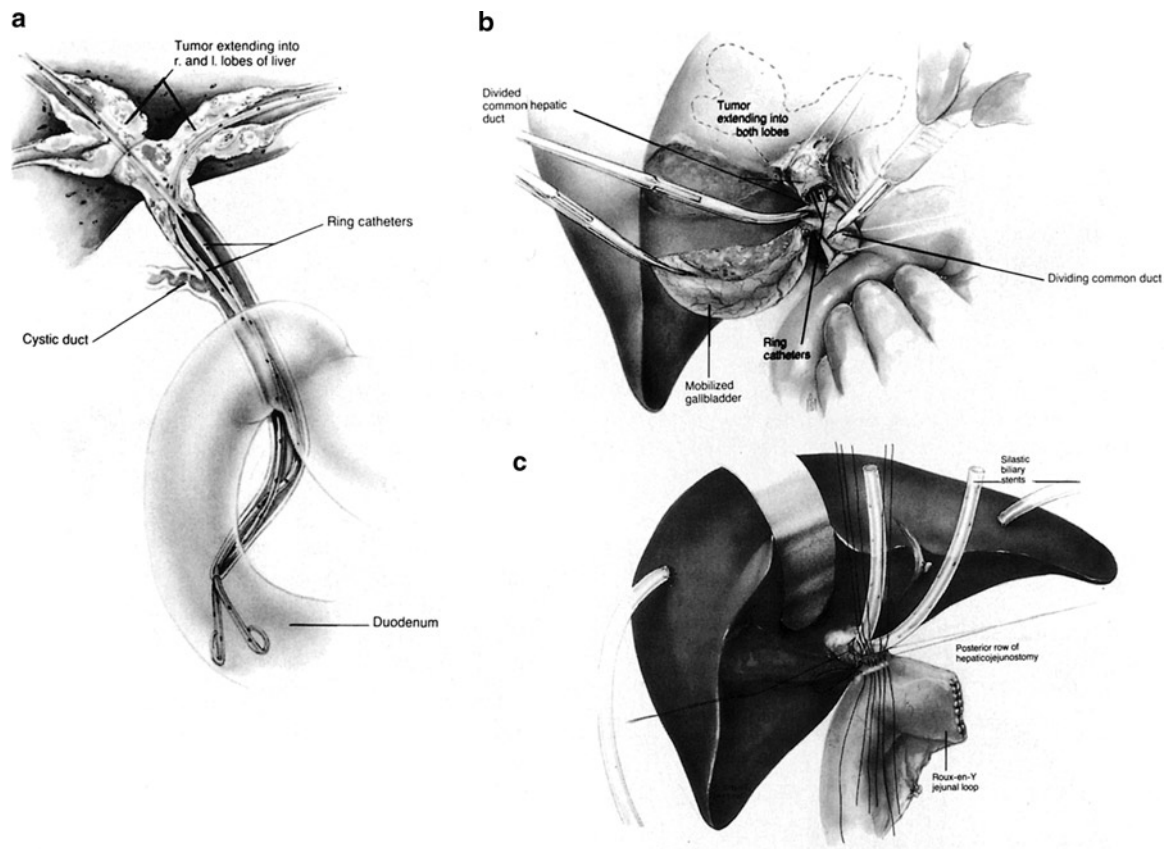 a
Tumor extending into
r. and l. lobes of liver
Ring catheters
Cystic duct
Duodenum
b
Divided
common hepatic
duct
Tumor
extending into
both lobes
Dividing common duct
Ring
catheters
Mobilized
gallbladder
c
Silastic
biliary
stents
Posterior row of
hepaticojejunostomy
Roux-en-Y
jejunal loop